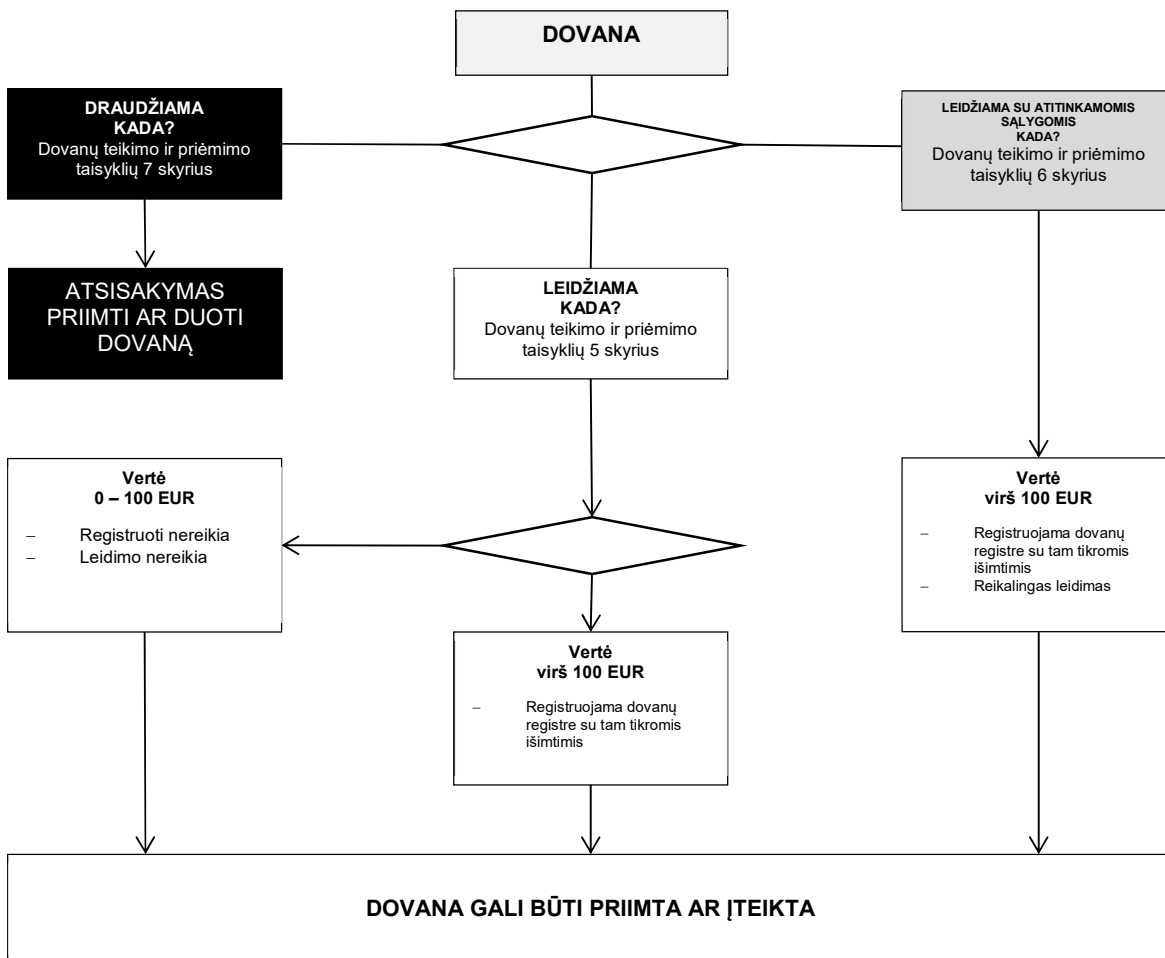 DOVANA
DRAUDŽIAMA
KADA?
Dovanų teikimo ir priėmimo
taisyklių 7 skyrius
LEIDŽIAMA SU ATITINKAMOMIS
SĄLYGOMIS
KADA?
Dovanų teikimo ir priėmimo
taisyklių 6 skyrius
ATSISAKYMAS
PRIIMTI AR DUOTI
DOVANĄ
LEIDŽIAMA
KADA?
Dovanų teikimo ir priėmimo
taisyklių 5 skyrius
Vertė
0 – 100 EUR
– Registruoti nereikia
– Leidimo nereikia
Vertė
virš 100 EUR
– Registruojama dovanų
registre su tam tikromis
išimtimis
– Reikalingas leidimas
Vertė
virš 100 EUR
– Registruojama dovanų
registre su tam tikromis
išimtimis
DOVANA GALI BŪTI PRIIMTA AR ĮTEIKTA